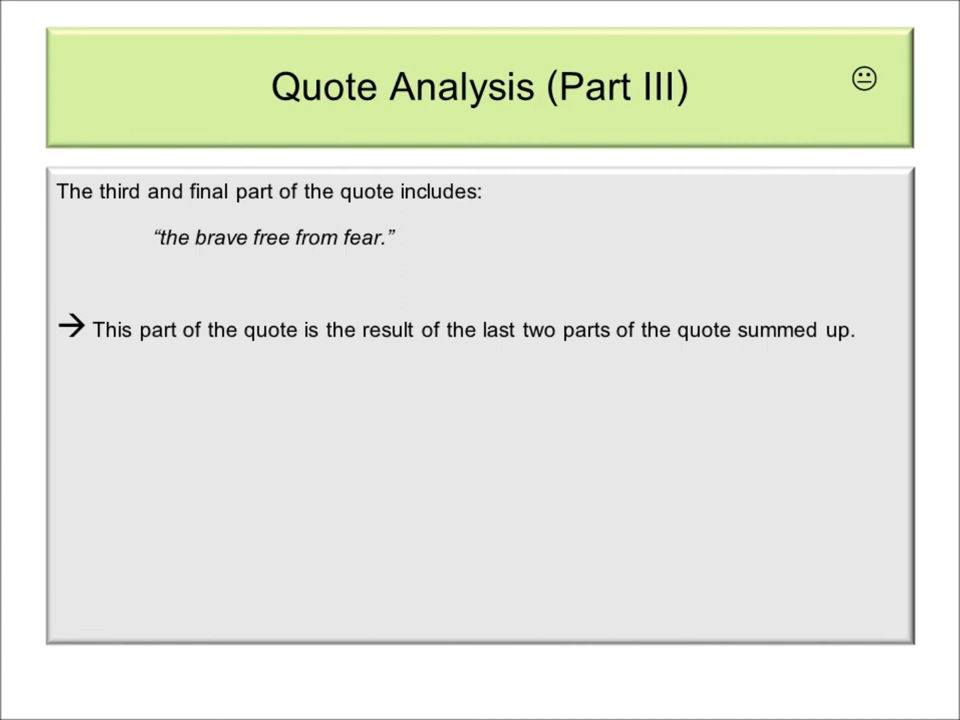 Quote Analysis (Part III)
The third and final part of the quote includes:
“the brave free from fear.”
→ This part of the quote is the result of the last two parts of the quote summed up.